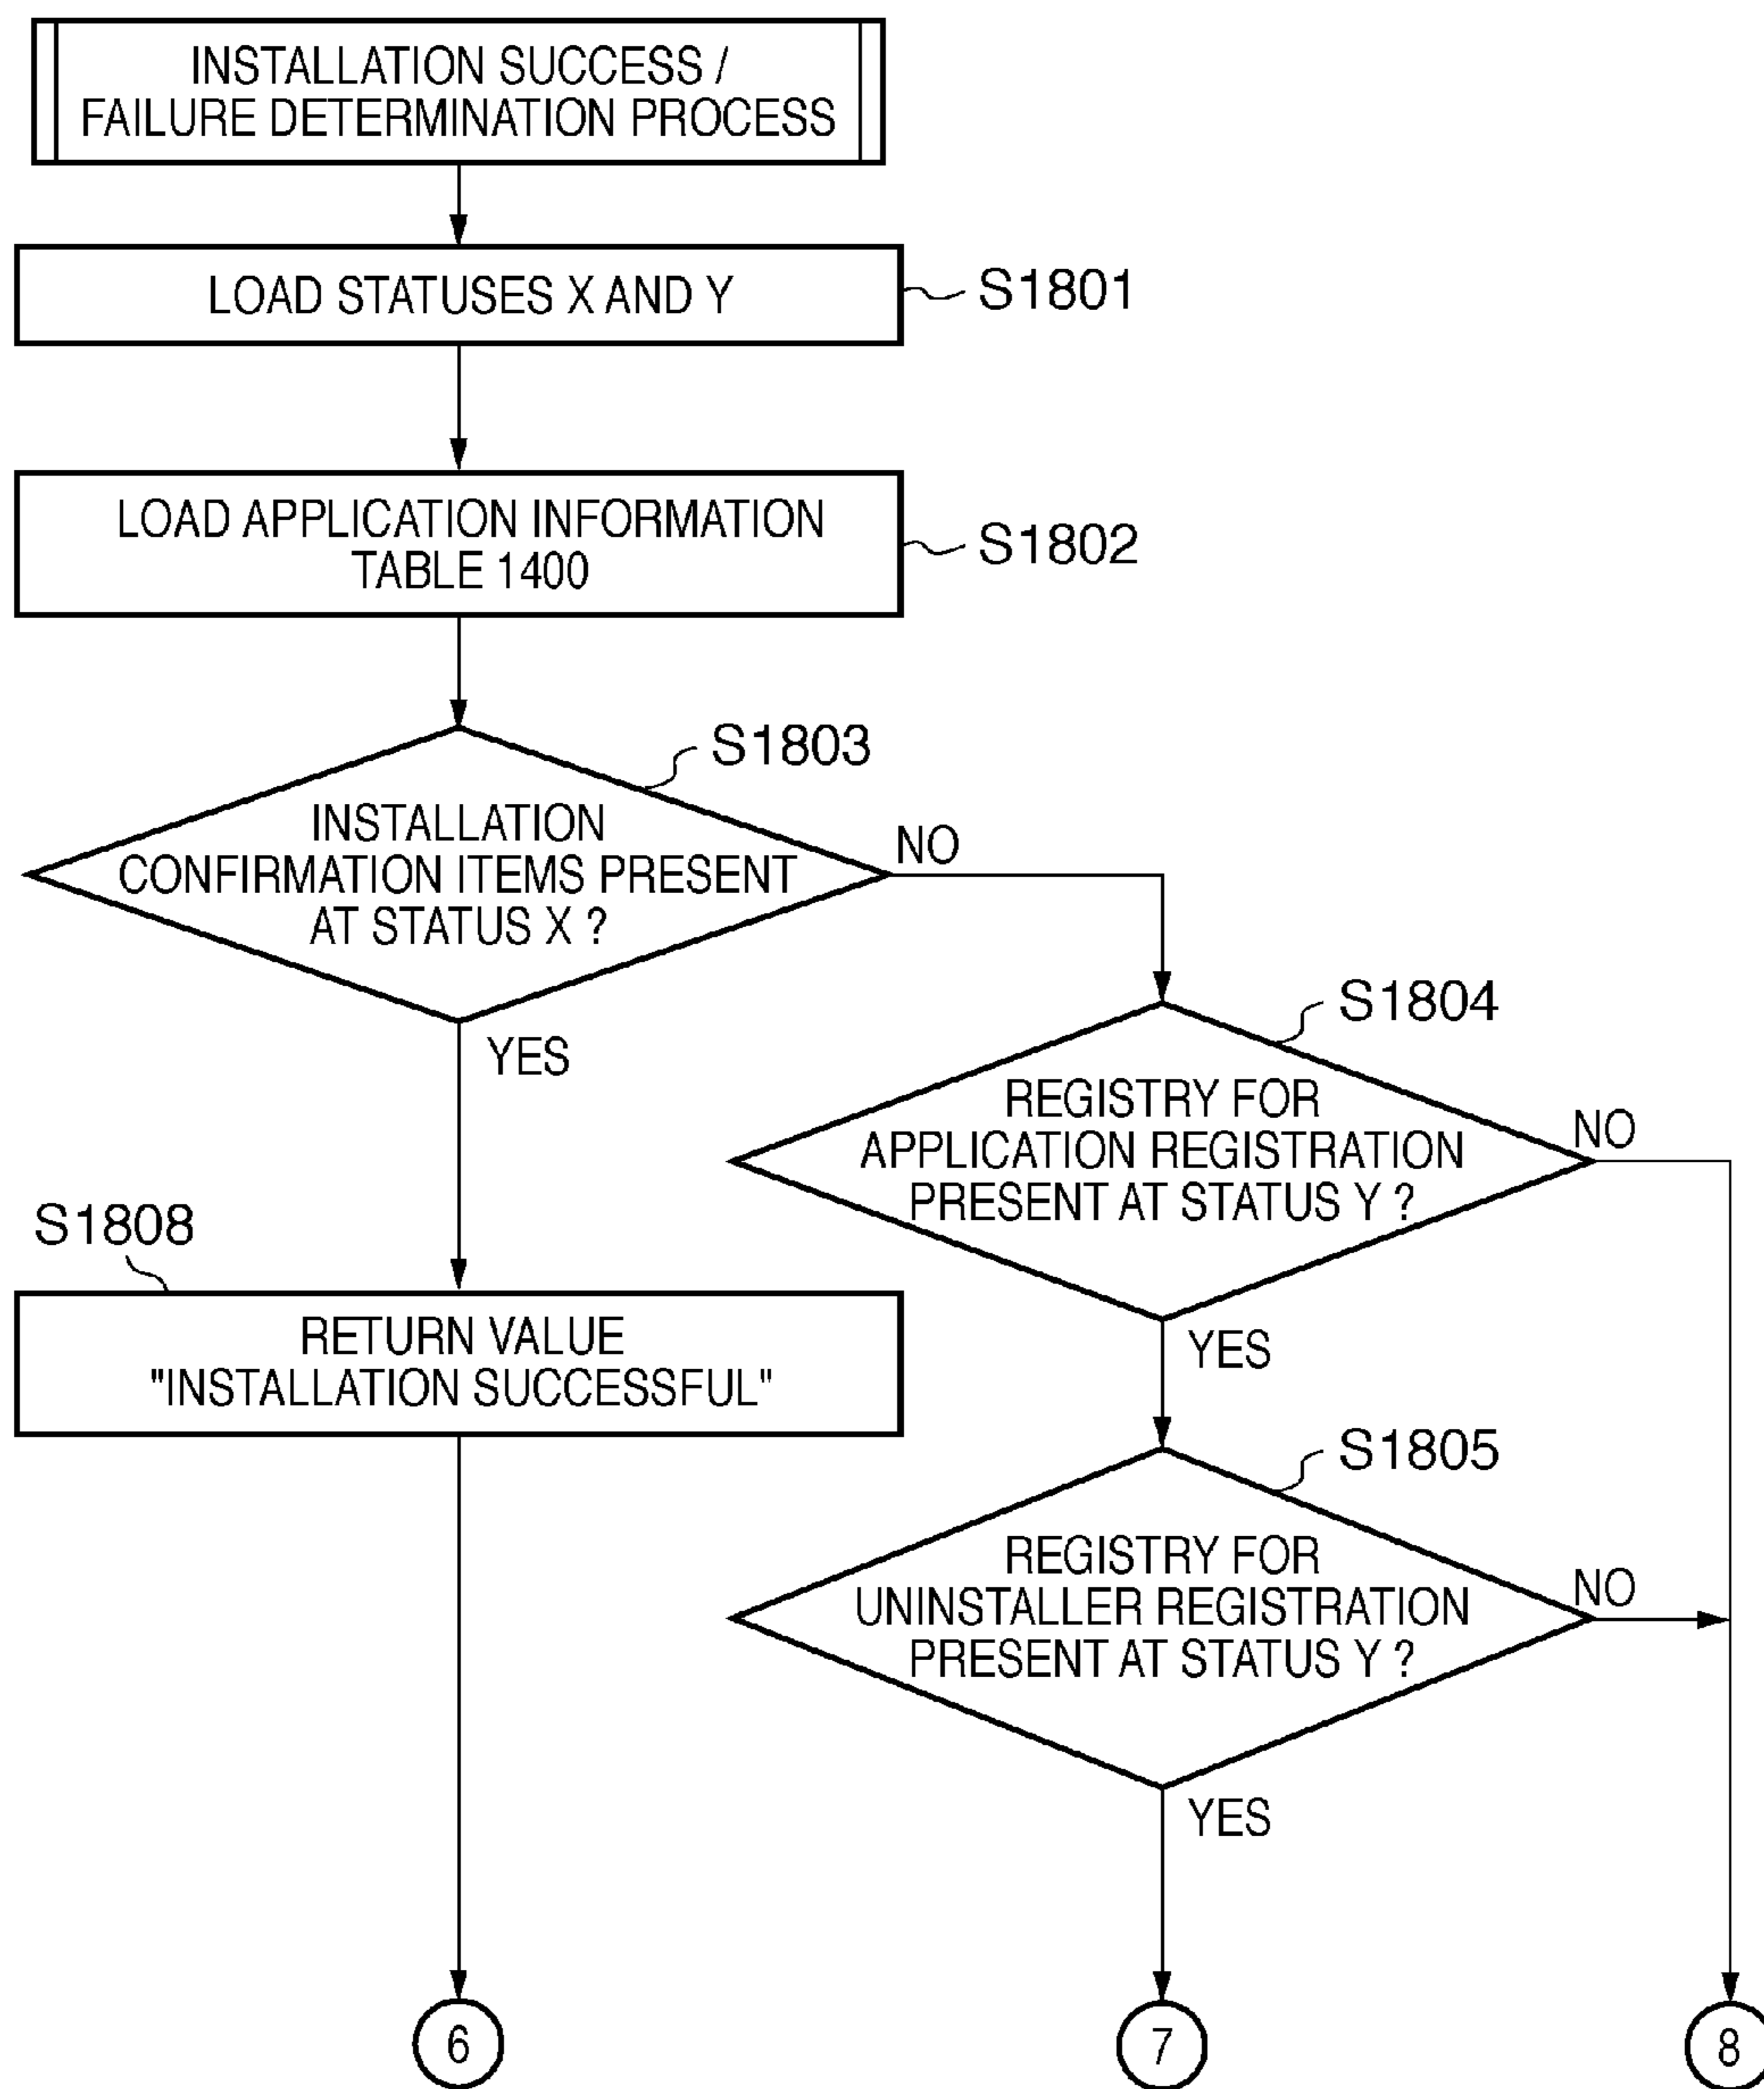 INSTALLATION SUCCESS /
FAILURE DETERMINATION PROCESS
LOAD STATUSES X AND Y
S1801
LOAD APPLICATION INFORMATION
TABLE 1400
S1802
S1803
INSTALLATION
CONFIRMATION ITEMS PRESENT
AT STATUS X ?
NO
YES
S1804
REGISTRY FOR
APPLICATION REGISTRATION
PRESENT AT STATUS Y ?
NO
YES
S1808
RETURN VALUE
"INSTALLATION SUCCESSFUL"
S1805
REGISTRY FOR
UNINSTALLER REGISTRATION
PRESENT AT STATUS Y ?
NO
YES
6
7
8